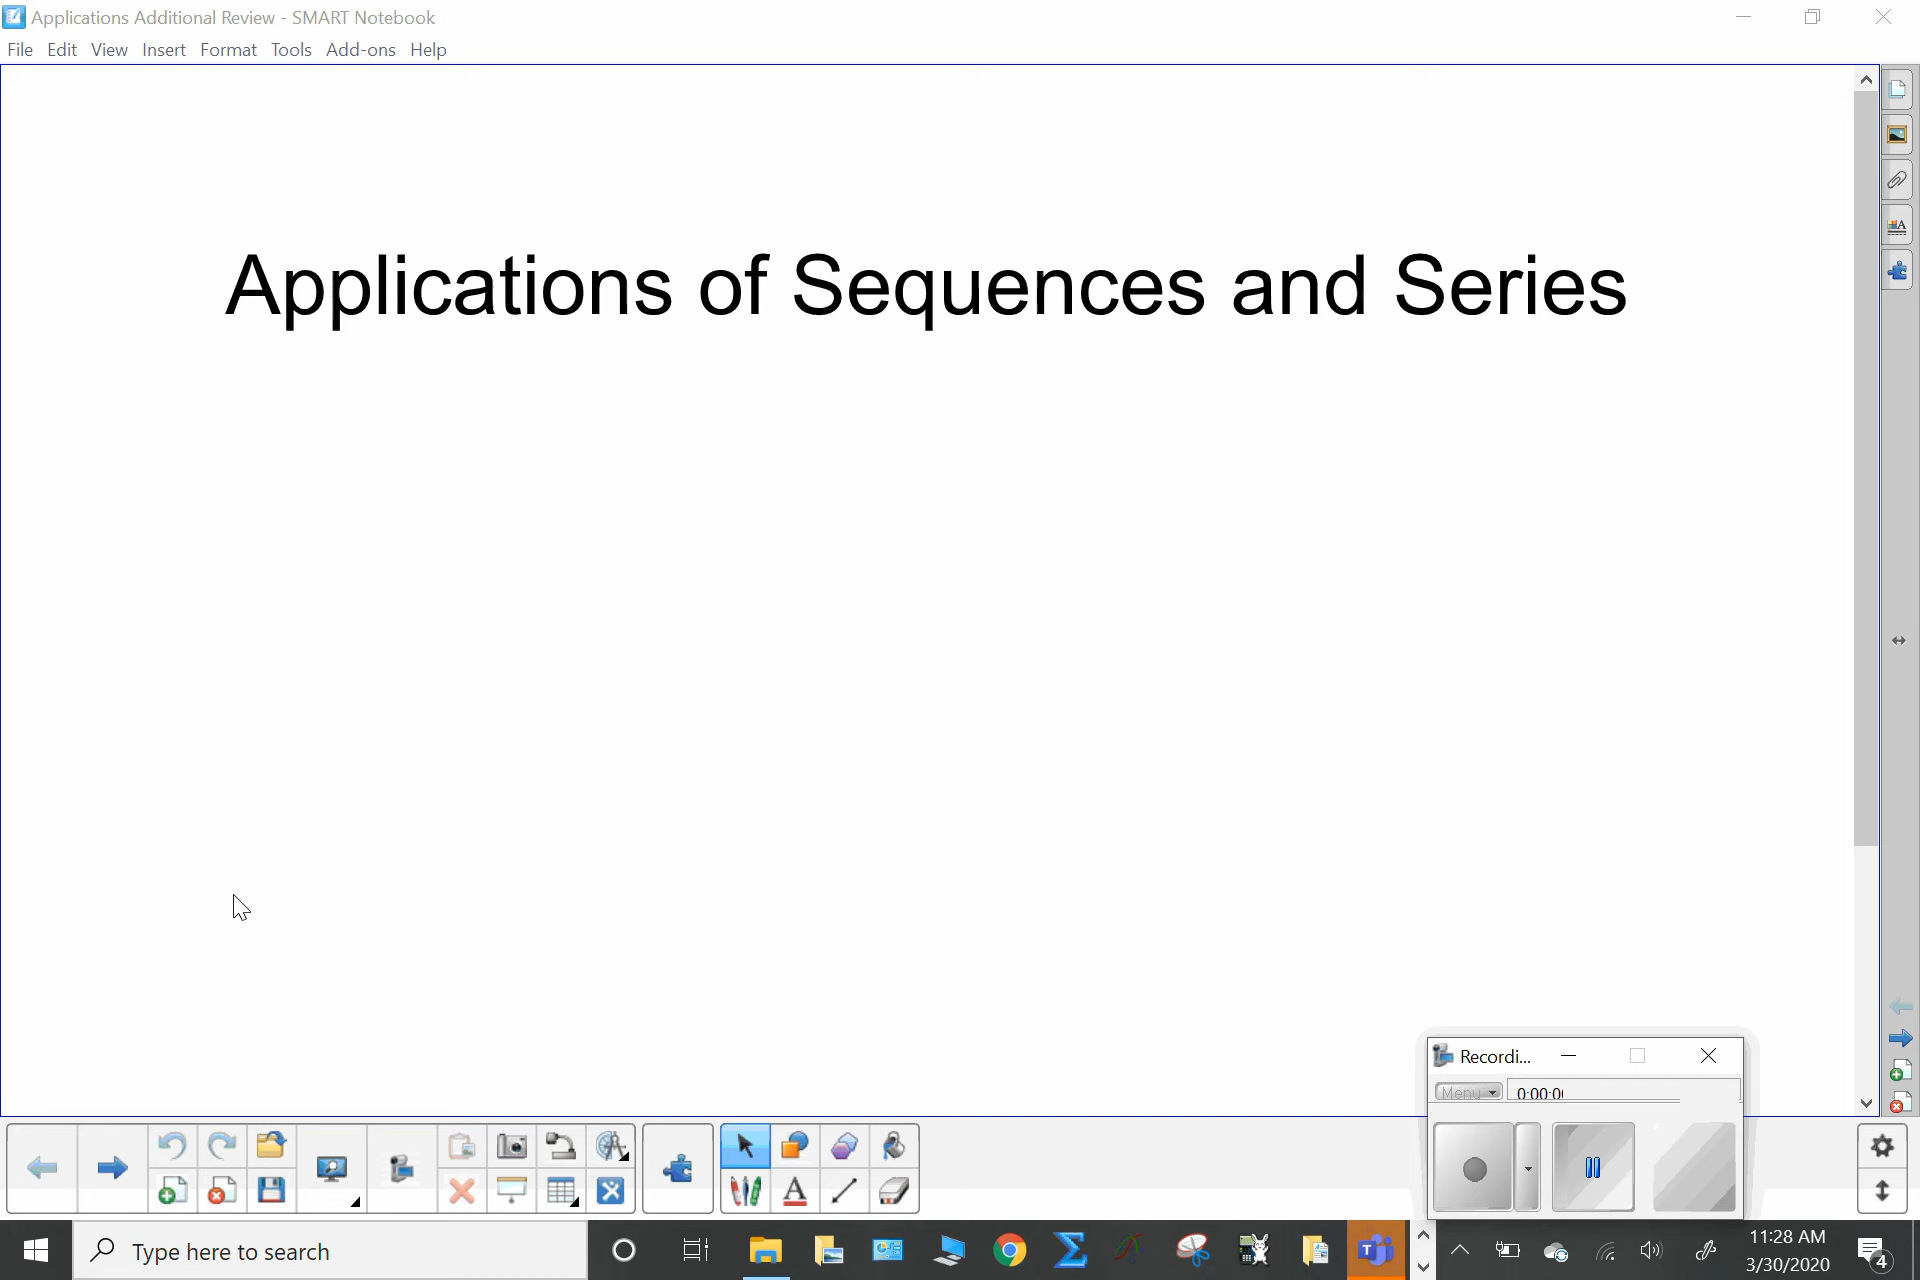 Applications Additional Review - SMART Notebook
File Edit View Insert Format Tools Add-ons Help
Applications of Sequences and Series
Recordi...
Menu
Type here to search
11:28 AM
3/30/2020
4